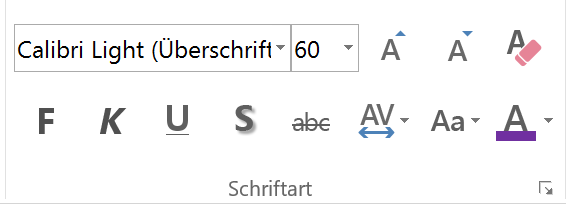 Calibri Light (Überschrift 60 A A A
F K U S abc AV Aa A
Schriftart